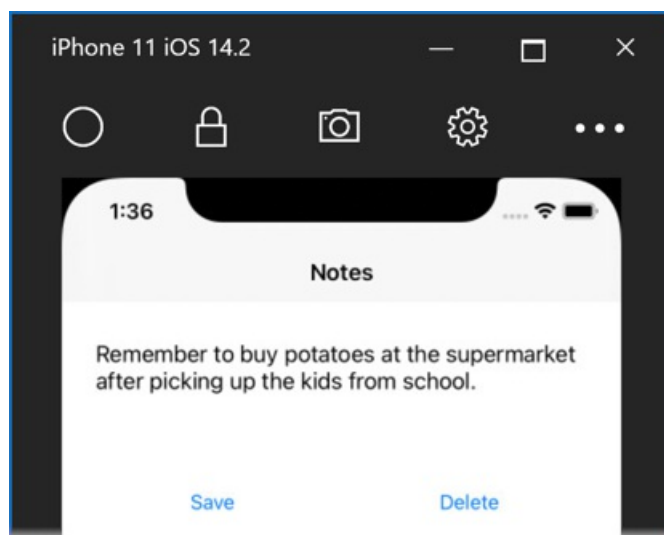 iPhone 11 iOS 14.2
1:36
Notes
Remember to buy potatoes at the supermarket
after picking up the kids from school.
Save Delete